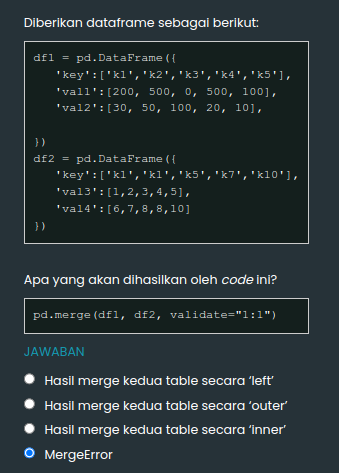 Diberikan dataframe sebagai berikut:
df1 = pd.DataFrame({
'key':['k1','k2','k3','k4','k5'],
'val1':[200, 500, 0, 500, 100],
'val2':[30, 50, 100, 20, 10],
})
df2 = pd.DataFrame({
'key':['k1','k1','k5','k7','k10'],
'val3':[1,2,3,4,5],
'val4':[6,7,8,8,10]
})
Apa yang akan dihasilkan oleh code ini?
pd.merge(df1, df2, validate="1:1")
JAWABAN
Hasil merge kedua table secara ‘left’
Hasil merge kedua table secara ‘outer’
Hasil merge kedua table secara ‘inner’
MergeError